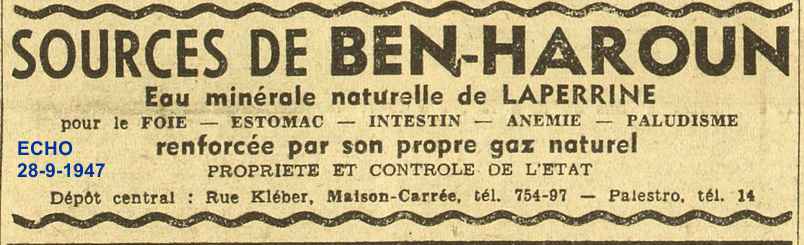 SOURCES DE BEN-HAROUN
Eau minérale naturelle de LAPERRINE
pour le FOIE — ESTOMAC — INTESTIN — ANEMIE — PALUDISME
renforcée par son propre gaz naturel
PROPRIETE ET CONTROLE DE L'ETAT
Dépôt central : Rue Kléber, Maison-Carrée, tél. 754-97 — Palestro, tél. 14
ECHO
28-9-1947